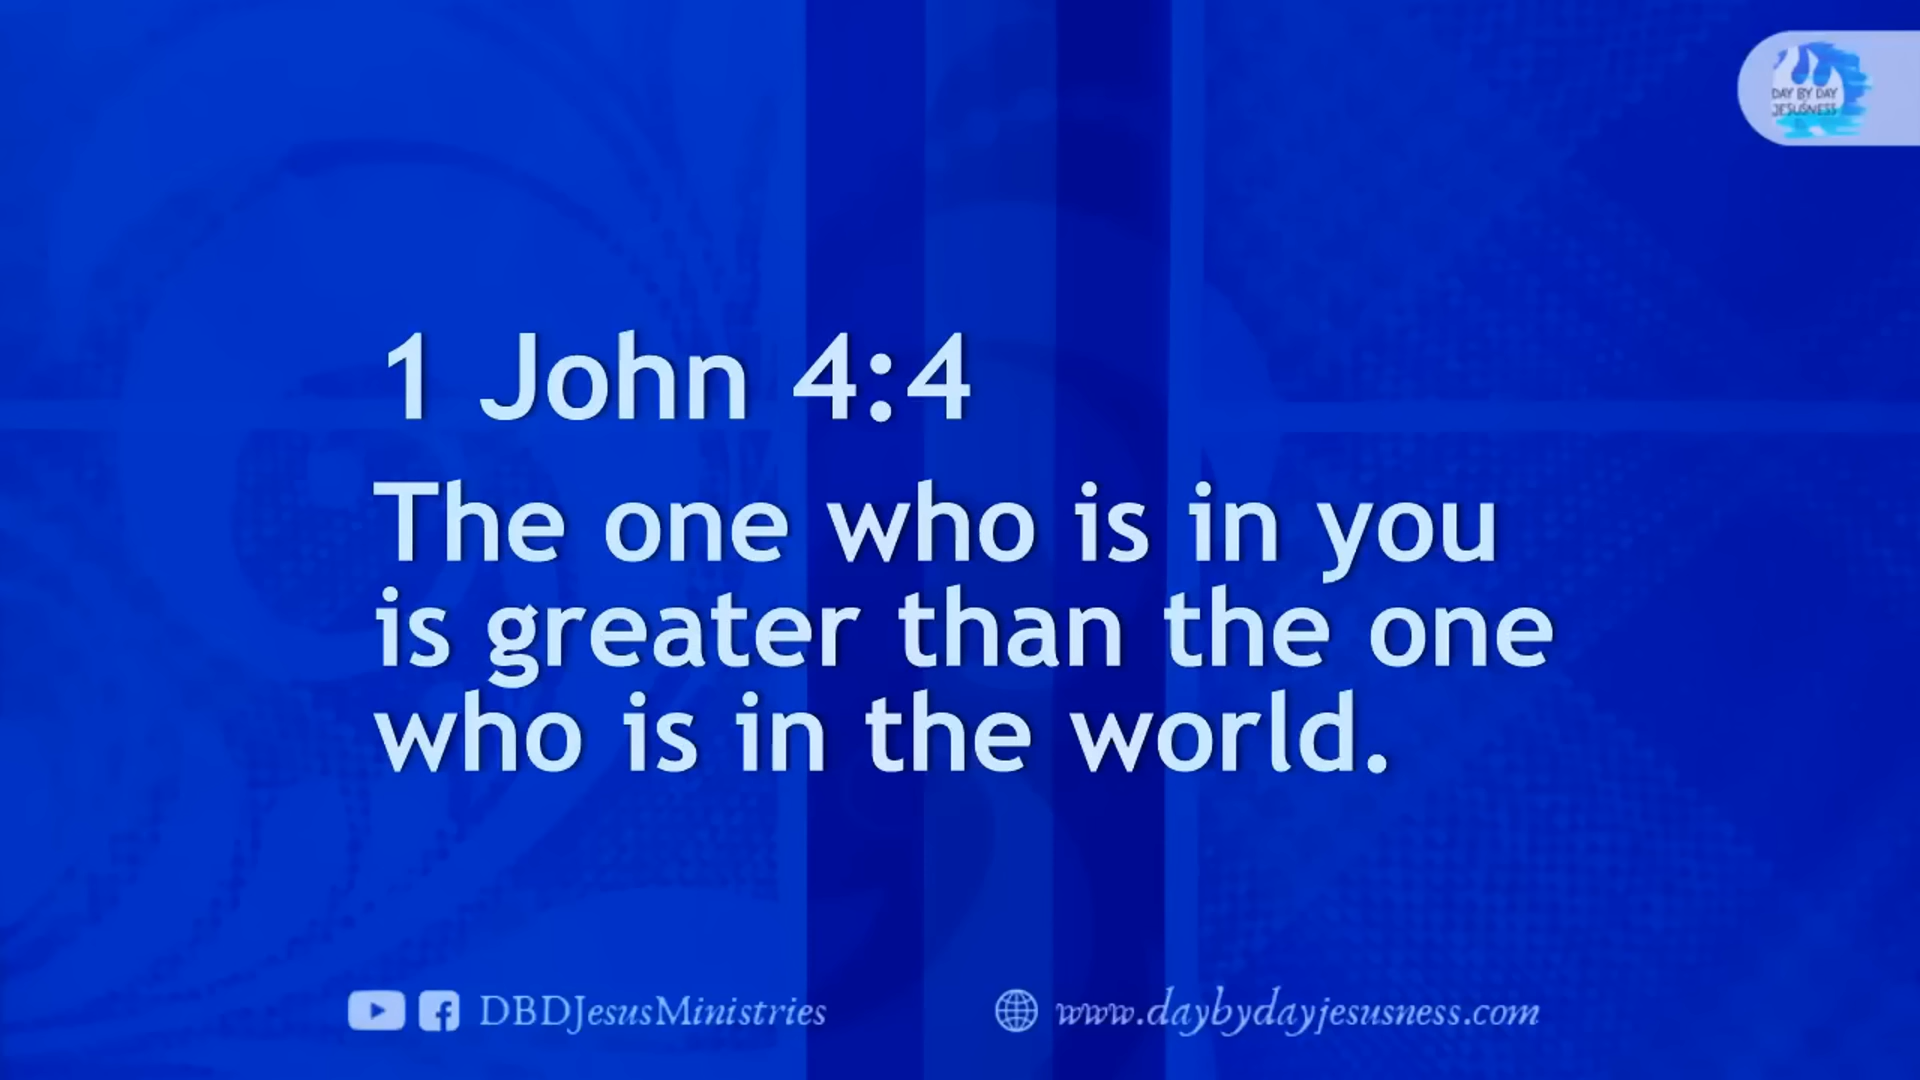 DAY BY DAY
JESUSNESS
1 John 4:4
The one who is in you
is greater than the one
who is in the world.
DBDJesusMinistries
www.daybydayjesusness.com